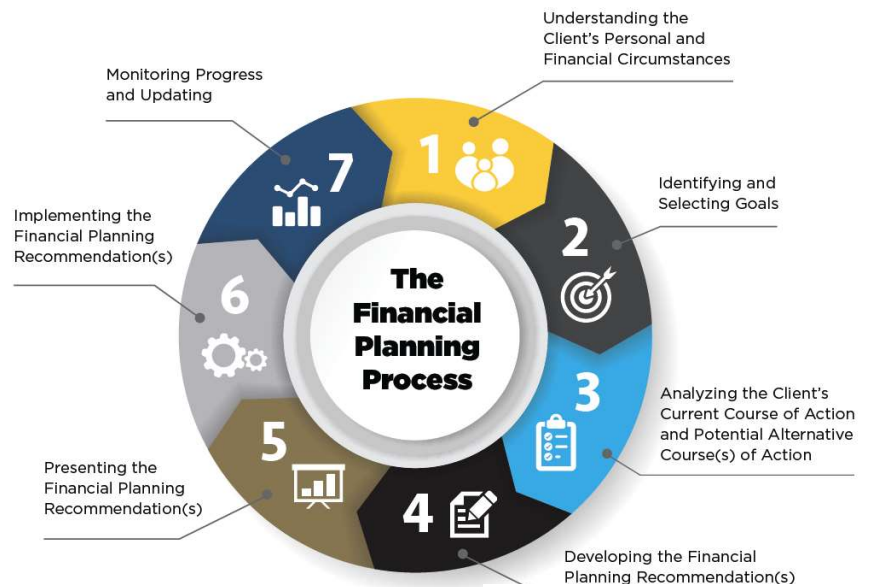 Understanding the
Client's Personal and
Financial Circumstances
Monitoring Progress
and Updating
1
7
Identifying and
Selecting Goals
2
Implementing the
Financial Planning
Recommendation(s)
6
The
Financial
Planning
Process
3
Analyzing the Client's
Current Course of Action
and Potential Alternative
Course(s) of Action
5
Presenting the
Financial Planning
Recommendation(s)
4
Developing the Financial
Planning Recommendation(s)